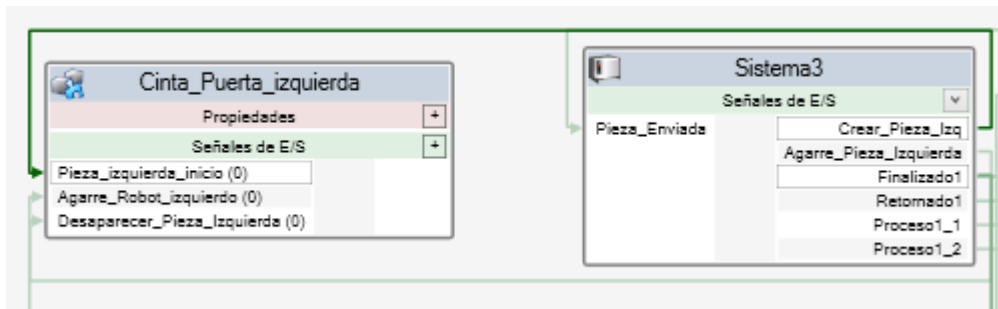 Cinta_Puerta_izquierda
Propiedades +
Señales de E/S +
Pieza_izquierda_inicio (0)
Agarre_Robot_izquierdo (0)
Desaparecer_Pieza_Izquierda (0)
Sistema3
Señales de E/S
Pieza_Enviada
Crear_Pieza_Izq
Agarre_Pieza_Izquierda
Finalizado1
Retornado1
Proceso1_1
Proceso1_2